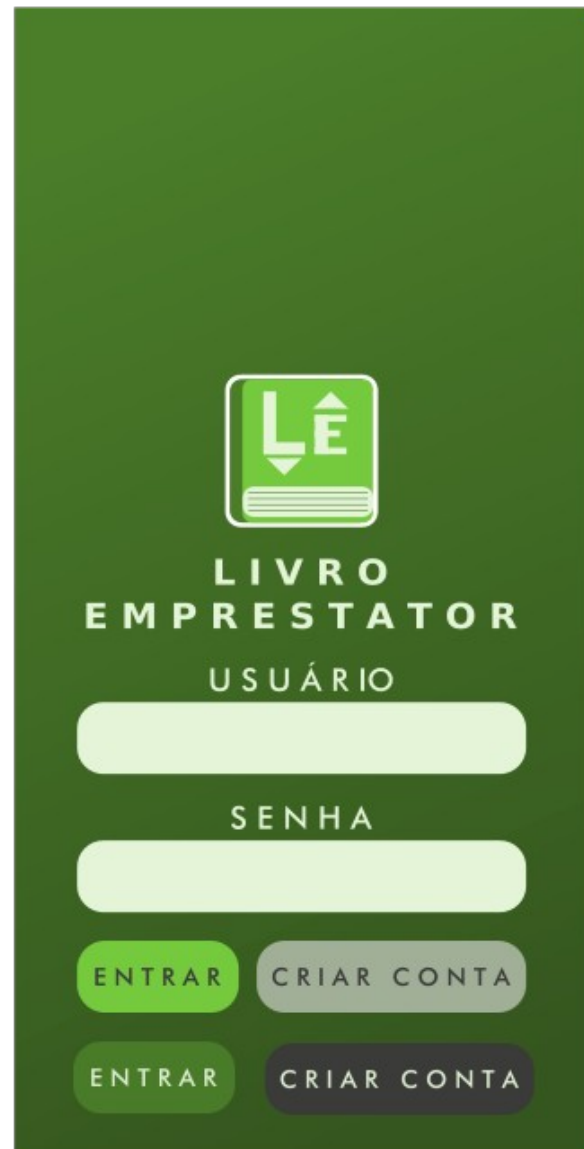 LÊ
LIVRO
EMPRESTATOR
USUÁRIO
SENHA
ENTRAR CRIAR CONTA
ENTRAR CRIAR CONTA